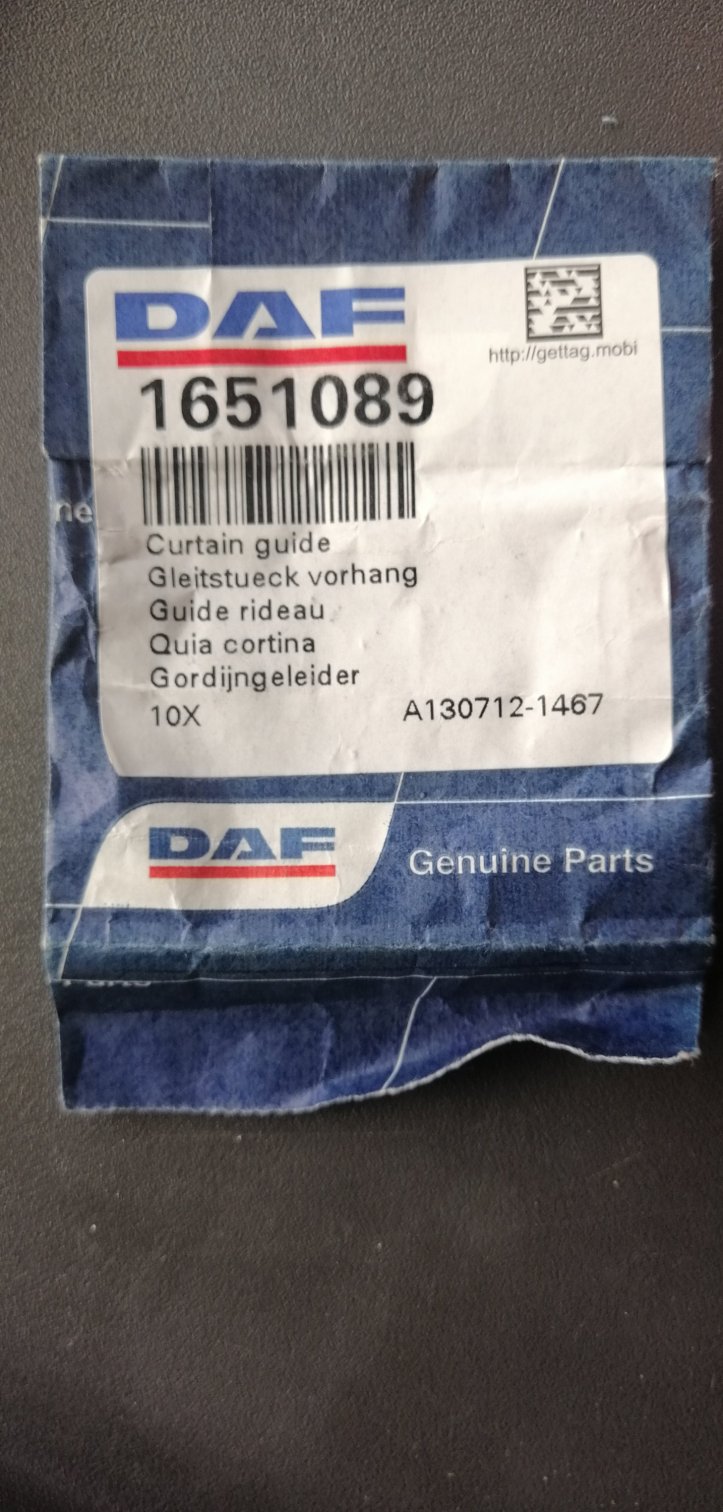 DAF
http://gettag.mobi
1651089
ne
Curtain guide
Gleitstueck vorhang
Guide rideau
Quia cortina
Gordijngeleider
10X A130712-1467
DAF
Genuine Parts